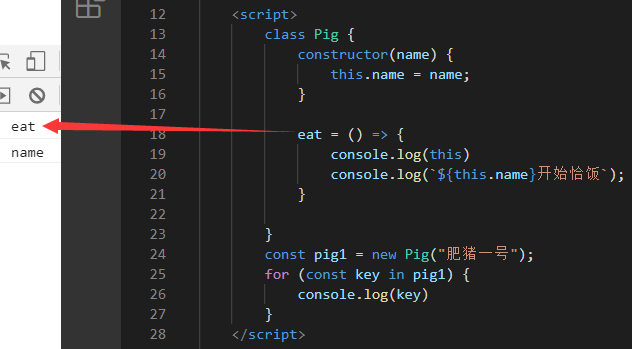 eat
name
12 <script>
13 class Pig {
14 constructor(name) {
15 this.name = name;
16 }
17
18 eat = () => {
19 console.log(this)
20 console.log(`${this.name}开始恰饭`);
21 }
22
23 }
24 const pig1 = new Pig("肥猪一号");
25 for (const key in pig1) {
26 console.log(key)
27 }
28 </script>